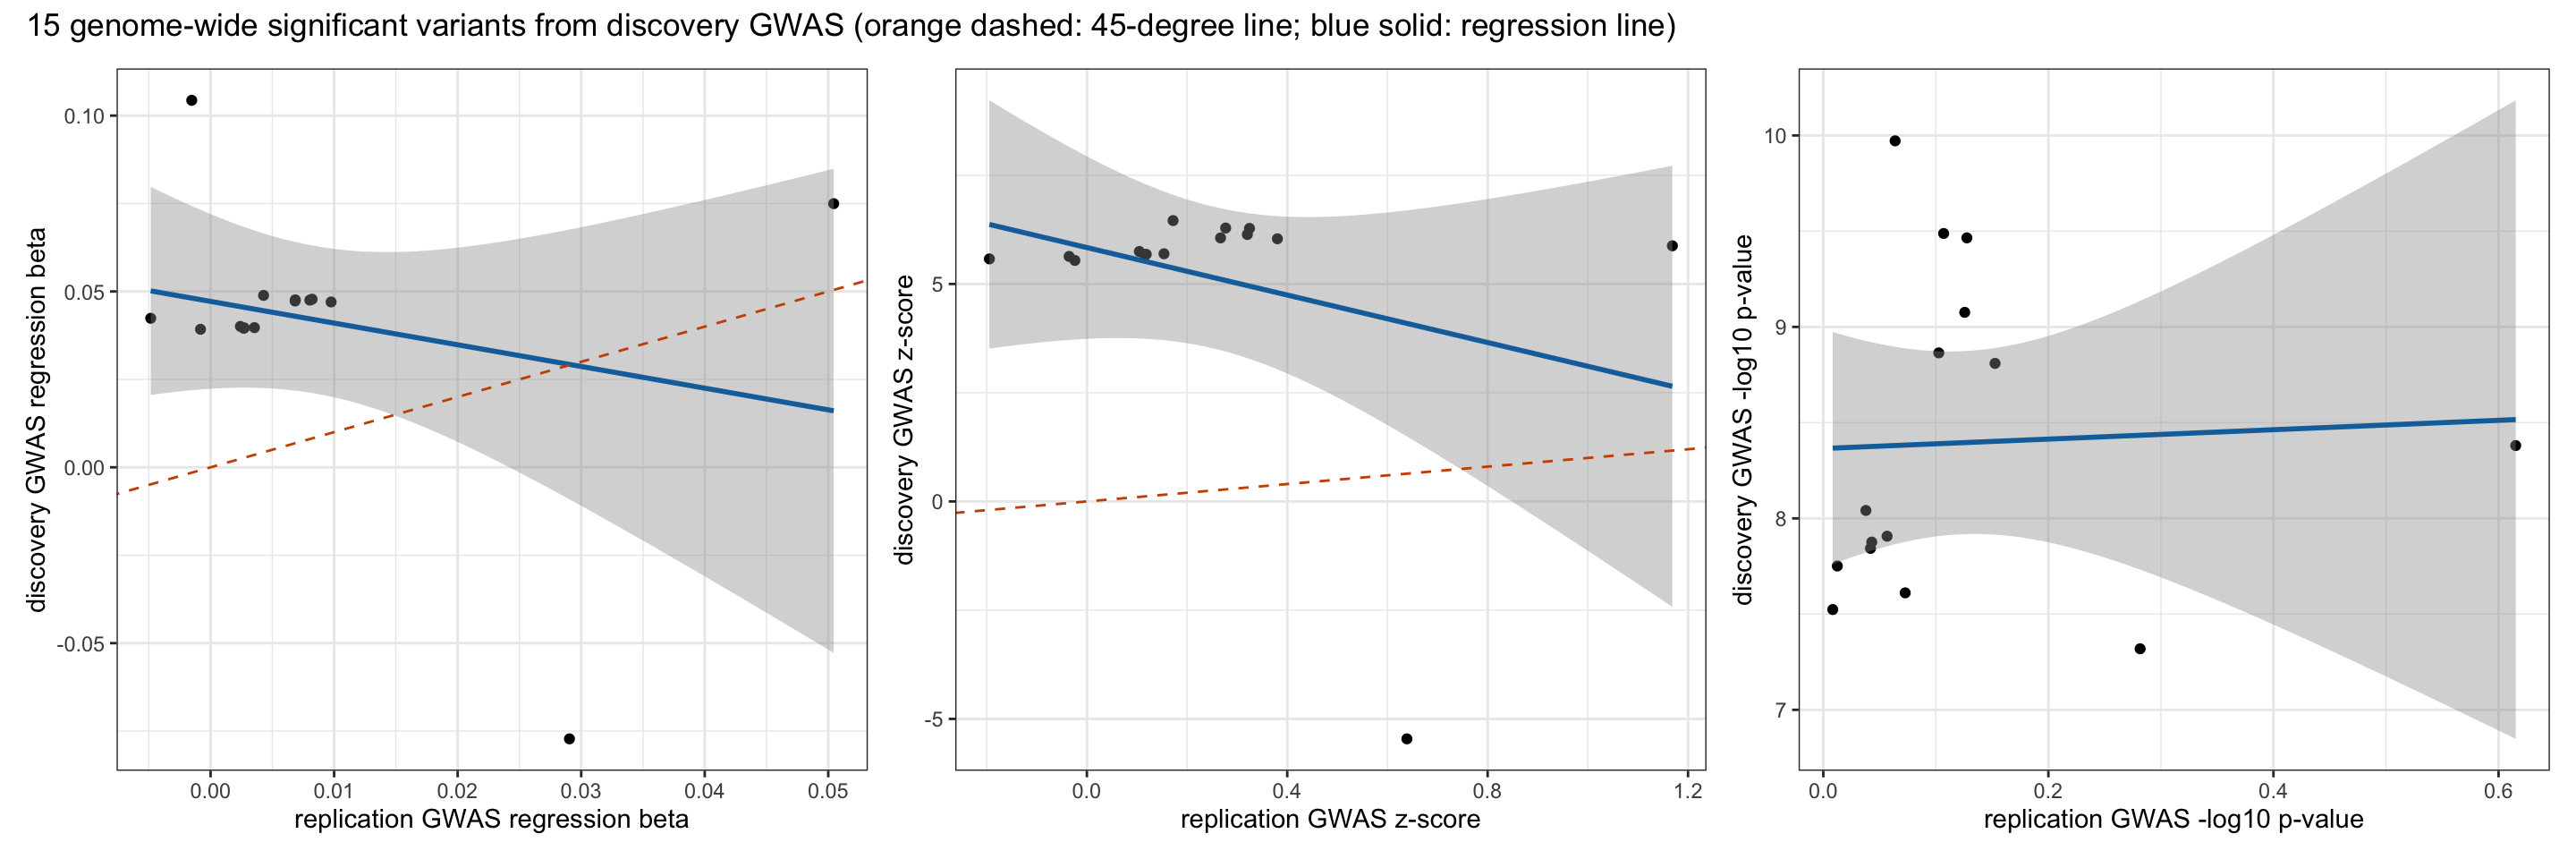 15 genome-wide significant variants from discovery GWAS (orange dashed: 45-degree line; blue solid: regression line)
discovery GWAS regression beta
0.10
0.05
0.00
-0.05
0.00 0.01 0.02 0.03 0.04 0.05
replication GWAS regression beta
discovery GWAS z-score
5
0
-5
0.0 0.4 0.8 1.2
replication GWAS z-score
discovery GWAS -log10 p-value
10
9
8
7
0.0 0.2 0.4 0.6
replication GWAS -log10 p-value